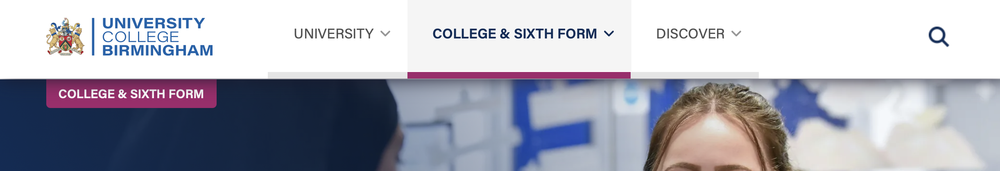 UNIVERSITY
COLLEGE
BIRMINGHAM
UNIVERSITY
COLLEGE & SIXTH FORM
DISCOVER
COLLEGE & SIXTH FORM